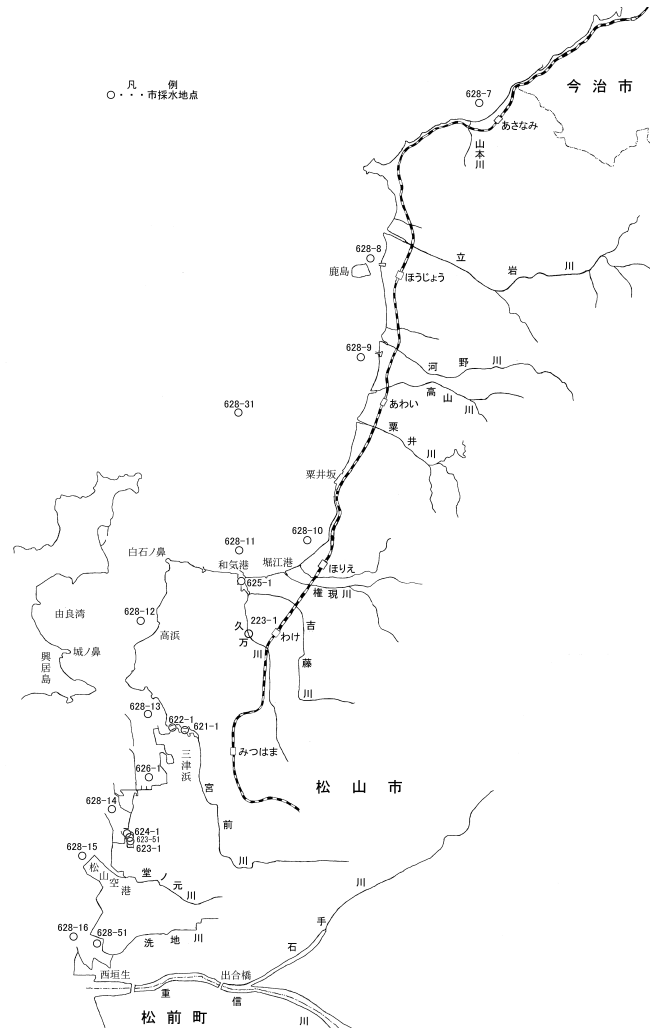 凡例
○・・・市採水地点
今治市
628-7
あさなみ
山本川
628-8
鹿島
ほうじょう
立岩川
628-9
河野川
高山川
628-31
あわい
粟井川
粟井坂
628-10
628-11
白石ノ鼻
和気港
堀江港
ほりえ
625-1
権現川
628-12
由良湾
高浜
223-1
久万川
わけ
吉藤川
城ノ鼻
興居島
628-13
622-1
621-1
三津浜
みつはま
626-1
宮前川
松山市
628-14
624-1
623-51
623-1
628-15
松山空港
堂ノ元川
石手川
628-16
628-51
洗地川
西垣生
出合橋
重信川
松前町